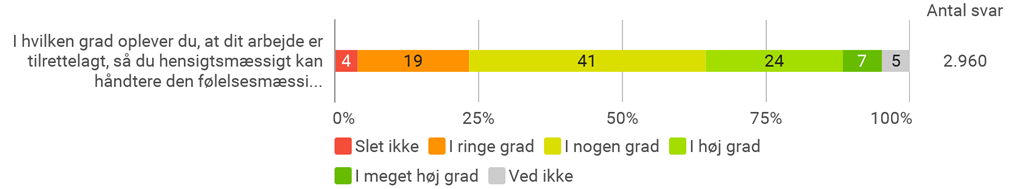 Antal svar
I hvilken grad oplever du, at dit arbejde er
tilrettelagt, så du hensigtsmæssigt kan
håndtere den følelsesmæssi...
4 19 41 24 7 5
2.960
0% 25% 50% 75% 100%
Slet ikke I ringe grad I nogen grad I høj grad
I meget høj grad Ved ikke